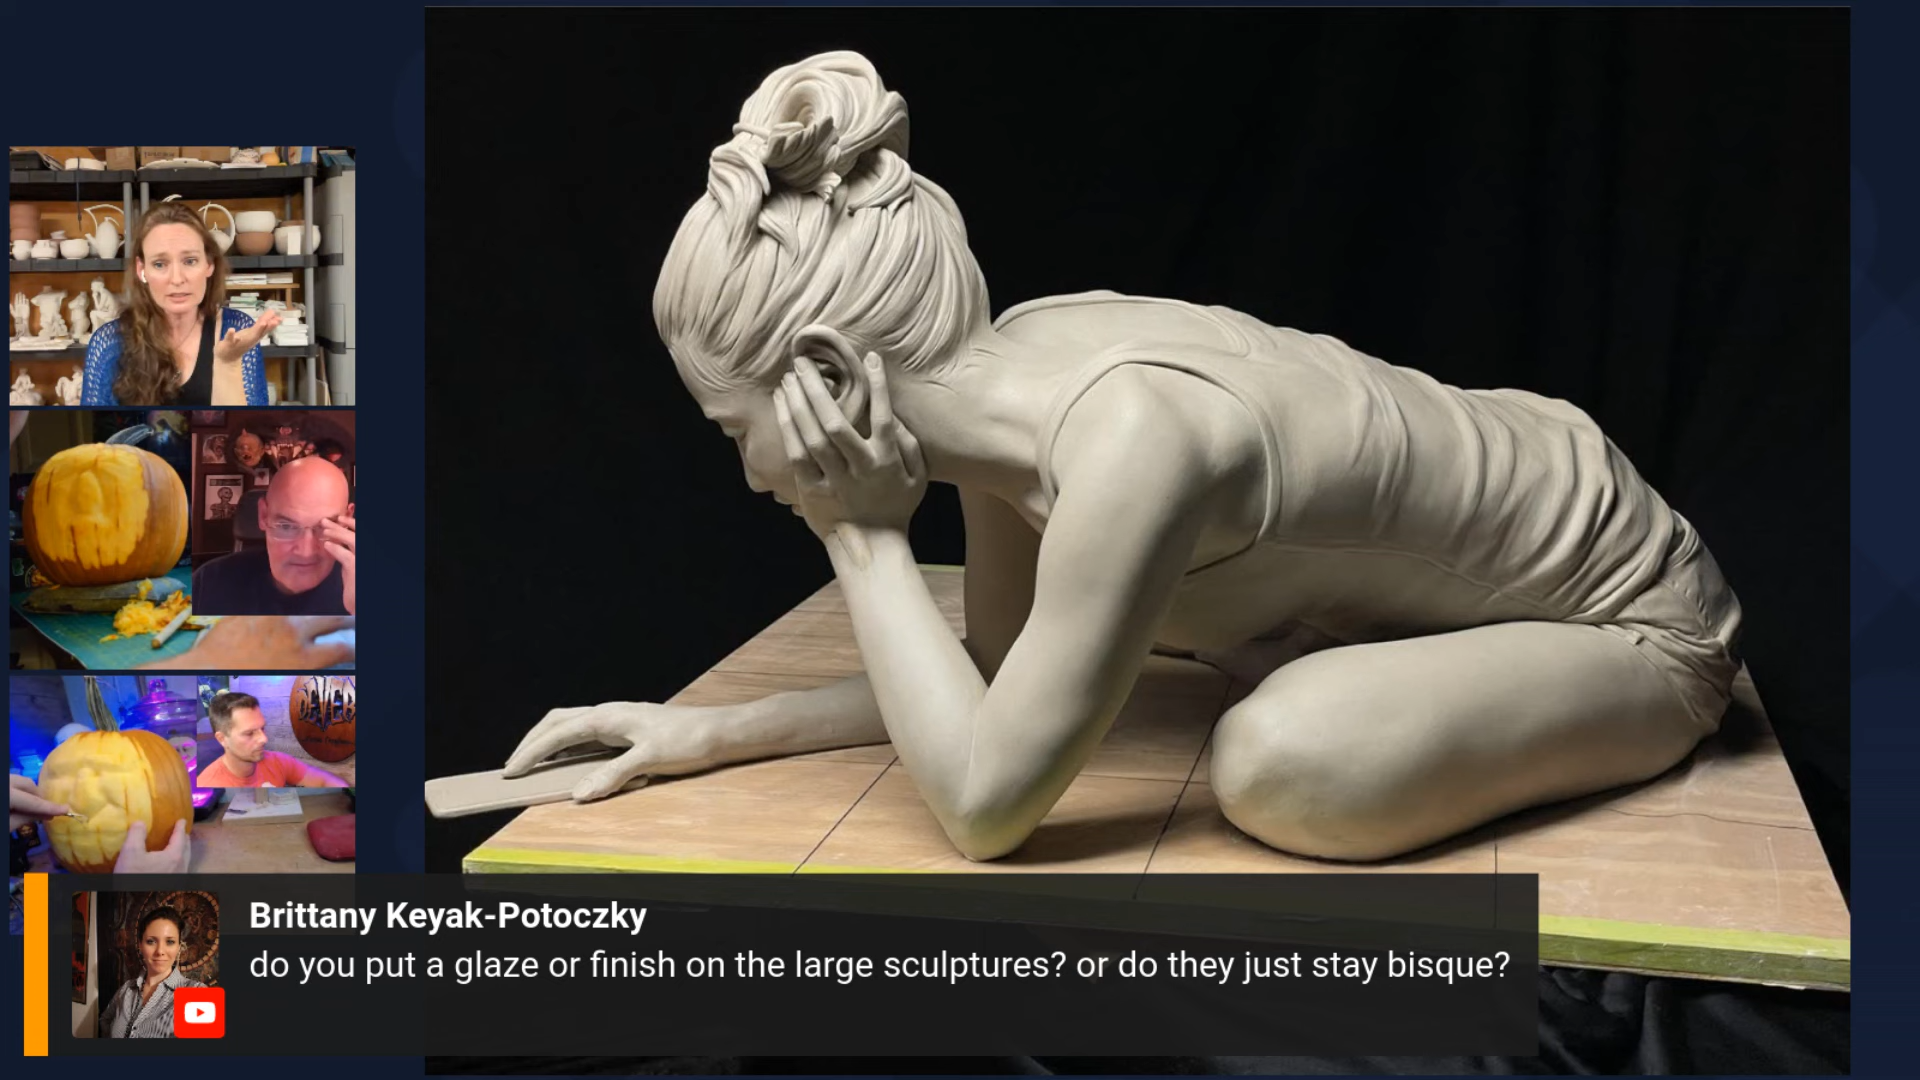 Brittany Keyak-Potoczky
do you put a glaze or finish on the large sculptures? or do they just stay bisque?